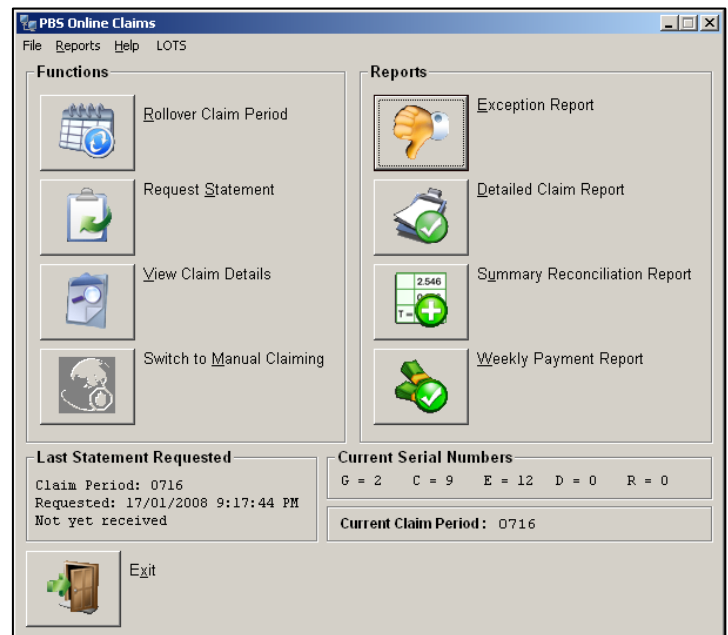 PBS Online Claims
File Reports Help LOTS
Functions
Rollover Claim Period
Request Statement
View Claim Details
Switch to Manual Claiming
Reports
Exception Report
Detailed Claim Report
2.546
T=
Summary Reconciliation Report
Weekly Payment Report
Last Statement Requested
Claim Period: 0716
Requested: 17/01/2008 9:17:44 PM
Not yet received
Current Serial Numbers
G = 2 C = 9 E = 12 D = 0 R = 0
Current Claim Period: 0716
Exit